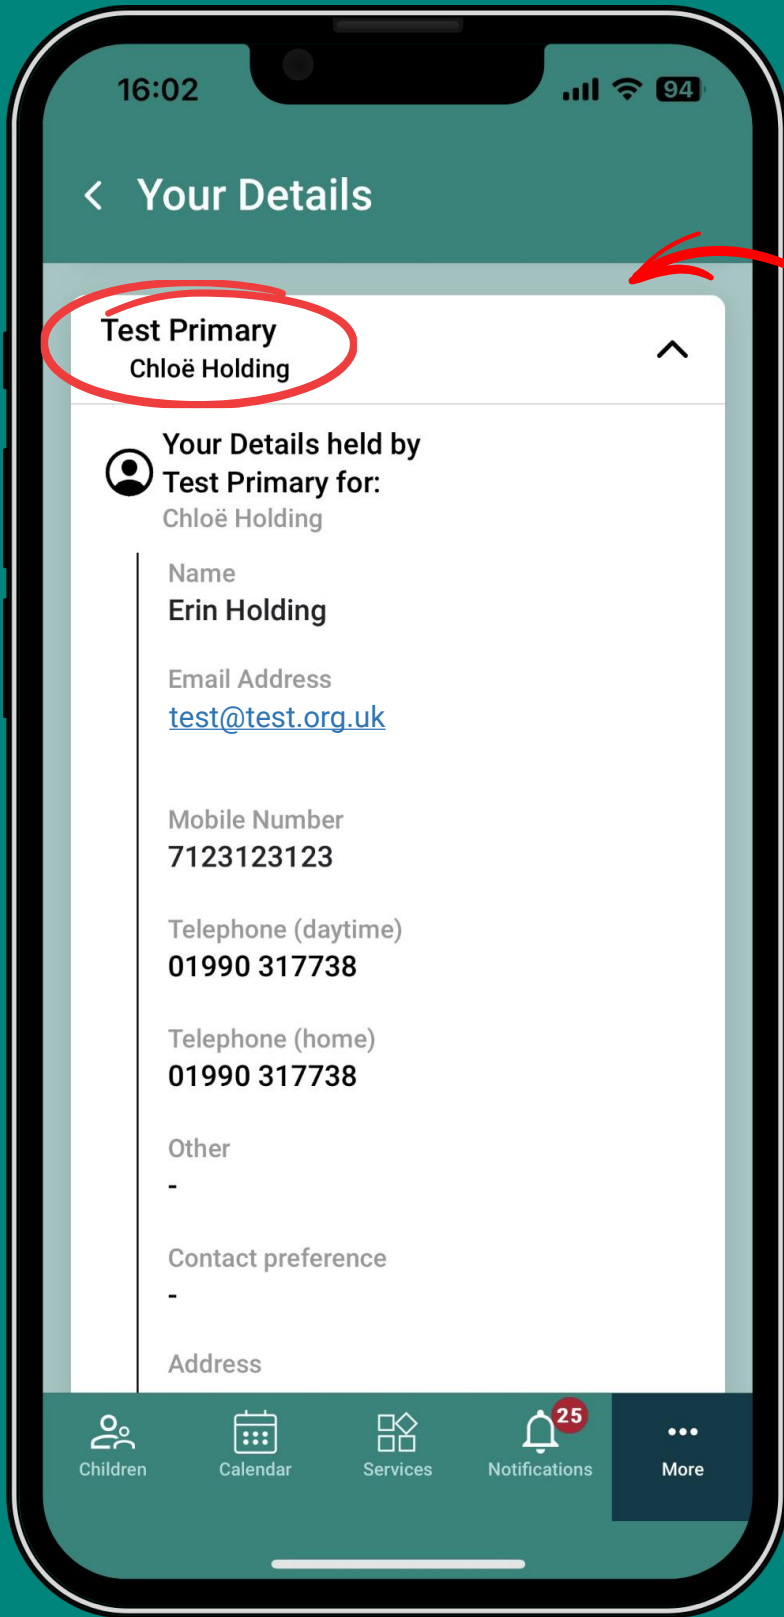 16:02
94
Your Details
Test Primary
Chloë Holding
Your Details held by
Test Primary for:
Chloë Holding
Name
Erin Holding
Email Address
test@test.org.uk
Mobile Number
7123123123
Telephone (daytime)
01990 317738
Telephone (home)
01990 317738
Other
-
Contact preference
-
Address
25
Children Calendar Services Notifications More